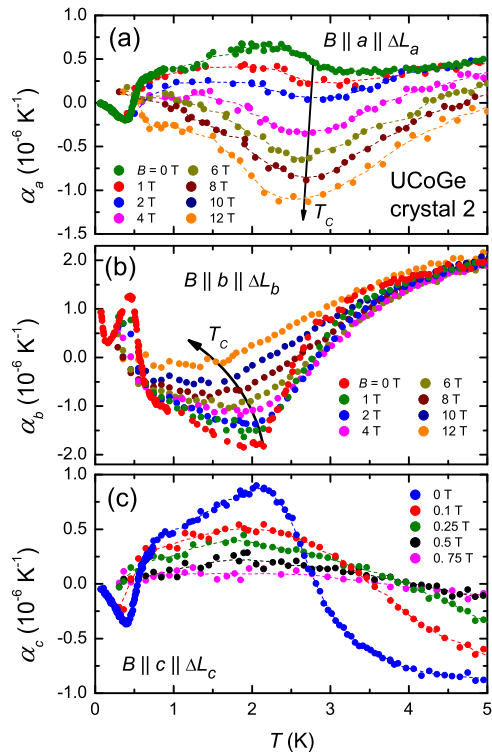 (a)
B || a || ΔLₐ
1.0
0.5
0.0
-0.5
-1.0
-1.5
αₐ (10⁻⁶ K⁻¹)
B = 0 T
1 T
2 T
4 T
6 T
8 T
10 T
12 T
T_C
UCoGe
crystal 2
(b)
B || b || ΔL_b
T_C
2.0
1.0
0.0
-1.0
-2.0
α_b (10⁻⁶ K⁻¹)
B = 0 T
1 T
2 T
4 T
6 T
8 T
10 T
12 T
(c)
0 T
0.1 T
0.25 T
0.5 T
0. 75 T
1.0
0.5
0.0
-0.5
-1.0
α_c (10⁻⁶ K⁻¹)
B || c || ΔL_c
0 1 2 3 4 5
T (K)